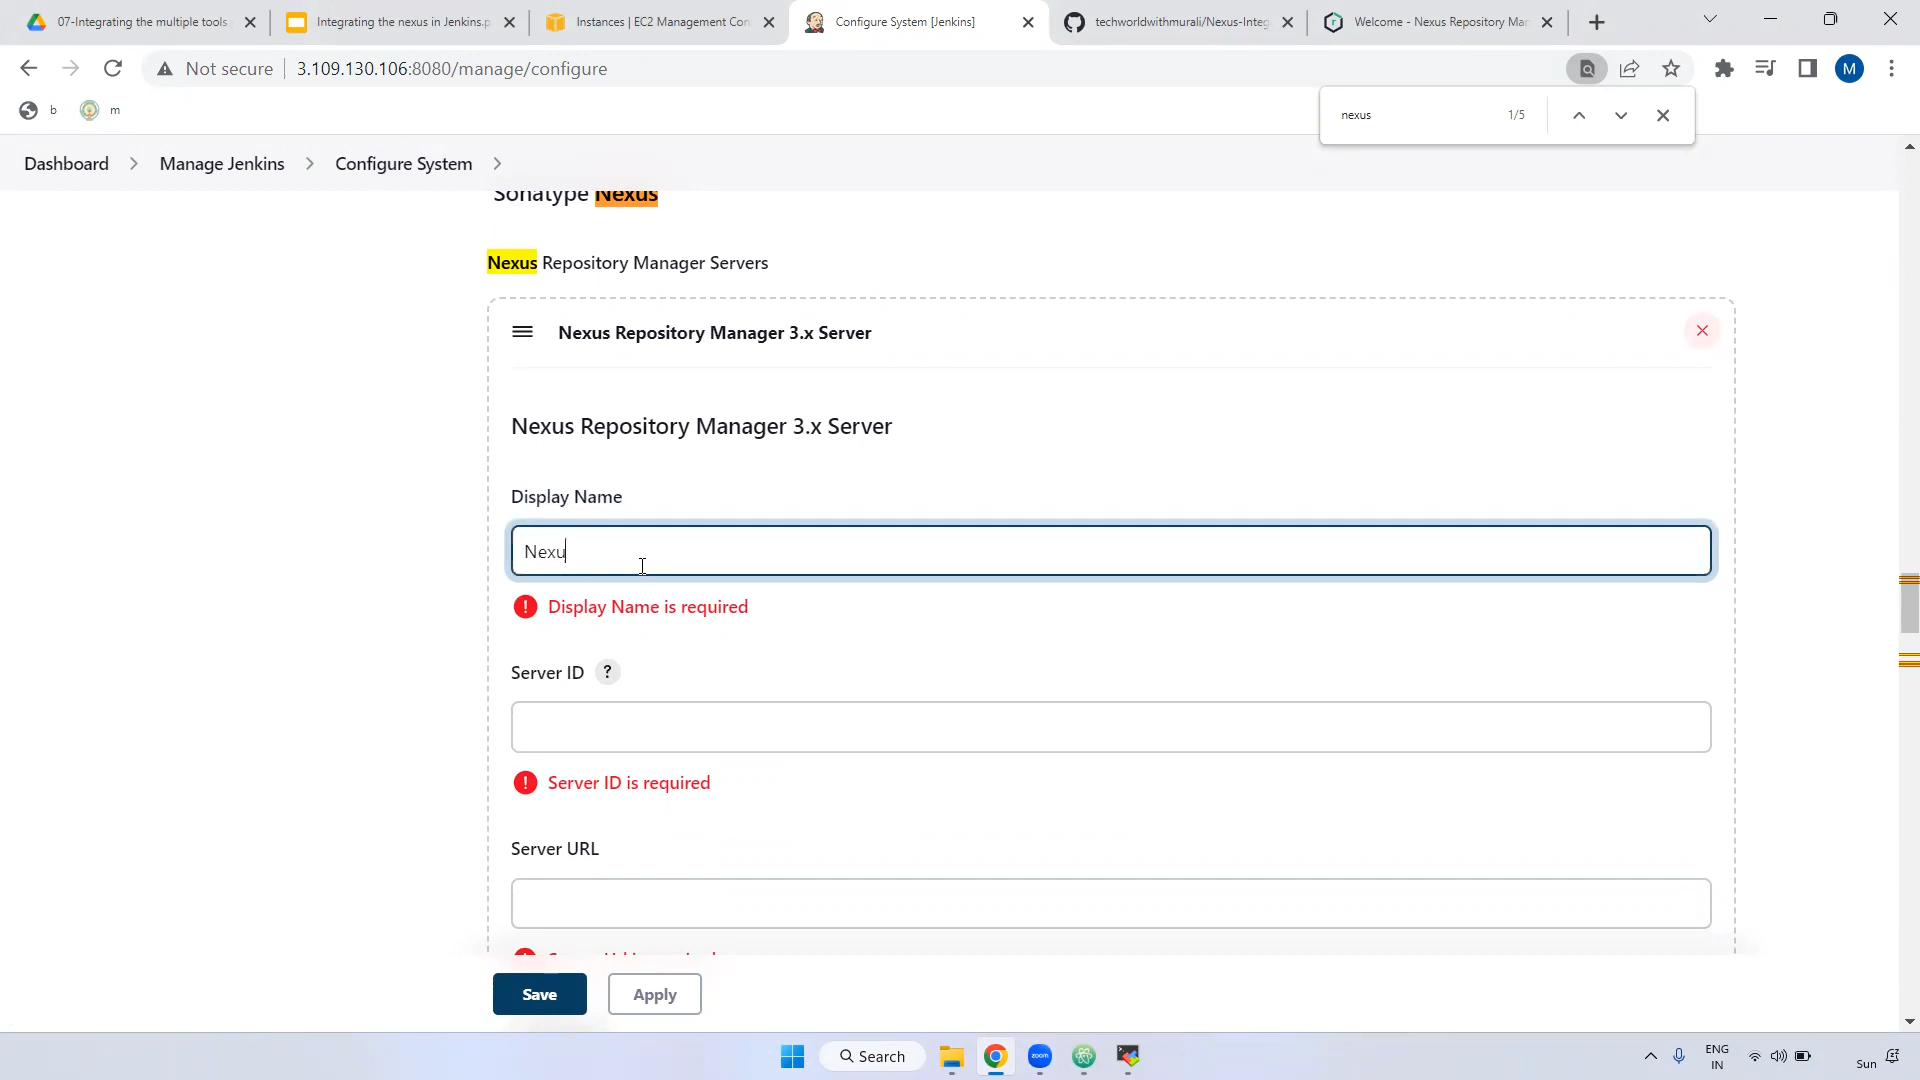 07-Integrating the multiple tools
Integrating the nexus in Jenkins.p
Instances | EC2 Management Con
Configure System [Jenkins]
techworldwithmurali/Nexus-Integ
Welcome - Nexus Repository Man
Not secure
3.109.130.106:8080/manage/configure
M
b
m
nexus
1/5
Dashboard
Manage Jenkins
Configure System
Sonatype Nexus
Nexus Repository Manager Servers
Nexus Repository Manager 3.x Server
Nexus Repository Manager 3.x Server
Display Name
Nexu
Display Name is required
Server ID ?
Server ID is required
Server URL
Save
Apply
Search
zoom
ENG
IN
Sun